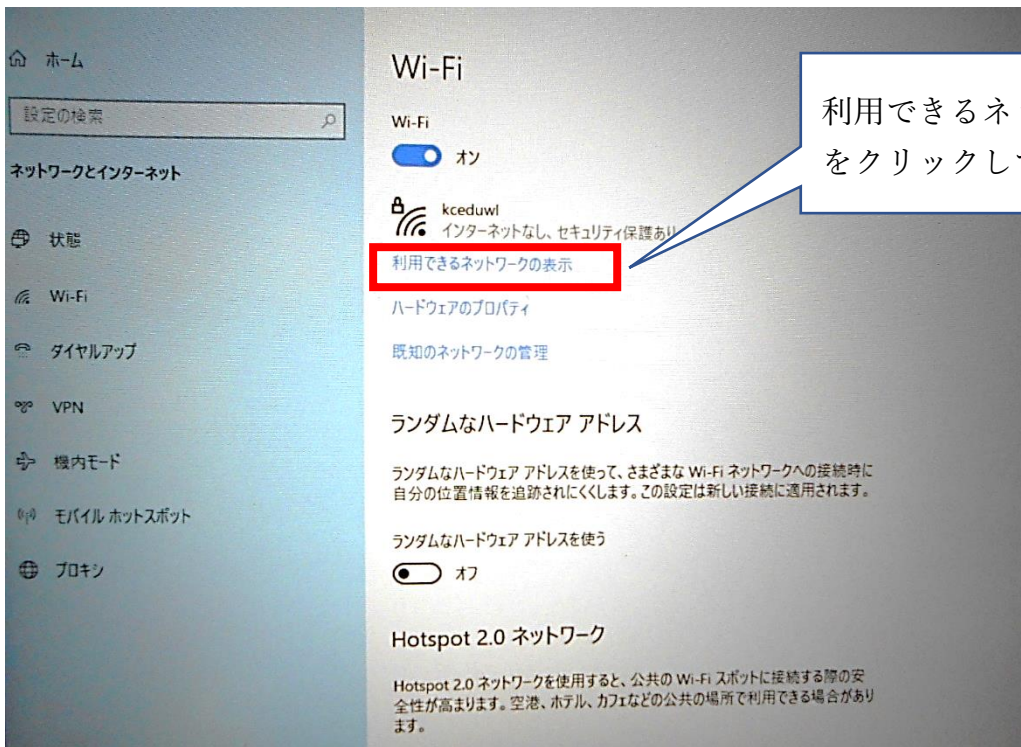 ホーム
設定の検索
ネットワークとインターネット
状態
Wi-Fi
ダイヤルアップ
VPN
機内モード
モバイル ホットスポット
プロキシ
Wi-Fi
Wi-Fi
オン
kceduwl
インターネットなし、セキュリティ保護あり
利用できるネットワークの表示
ハードウェアのプロパティ
既知のネットワークの管理
ランダムなハードウェア アドレス
ランダムなハードウェア アドレスを使って、さまざまな Wi-Fi ネットワークへの接続時に
自分の位置情報を追跡されにくくします。この設定は新しい接続に適用されます。
ランダムなハードウェア アドレスを使う
オフ
Hotspot 2.0 ネットワーク
Hotspot 2.0 ネットワークを使用すると、公共の Wi-Fi スポットに接続する際の安
全性が高まります。空港、ホテル、カフェなどの公共の場所で利用できる場合があり
ます。
利用できるネ
をクリックし